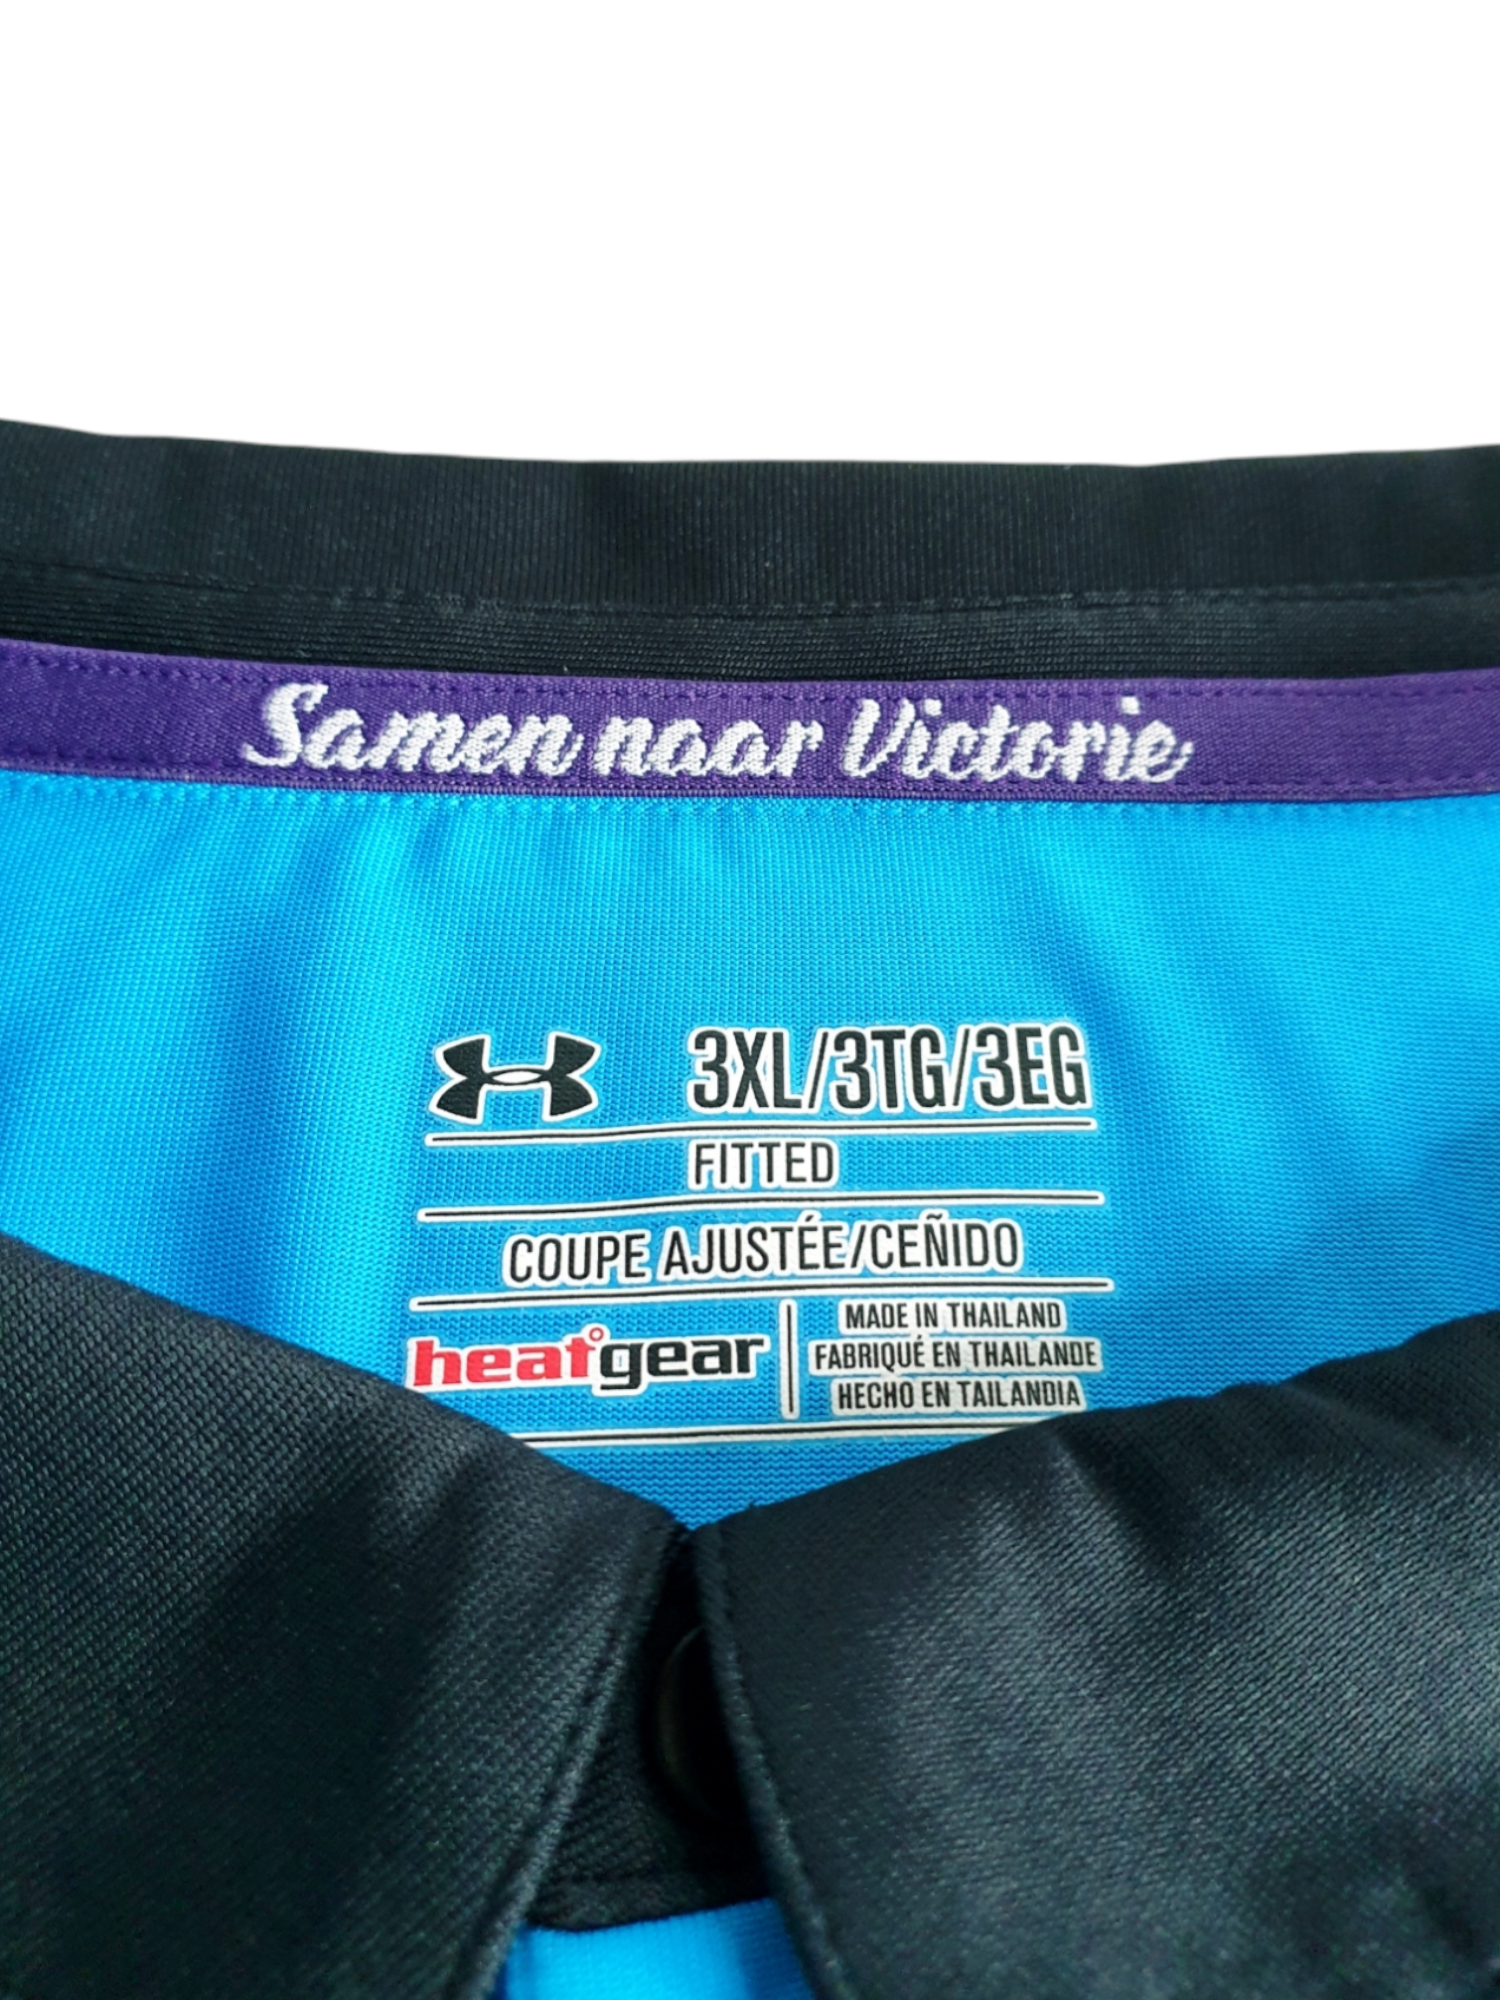 Samen naar Victorie
3XL/3TG/3EG
FITTED
COUPE AJUSTÉE/CEÑIDO
heatgear
MADE IN THAILAND
FABRIQUÉ EN THAILANDE
HECHO EN TAILANDIA